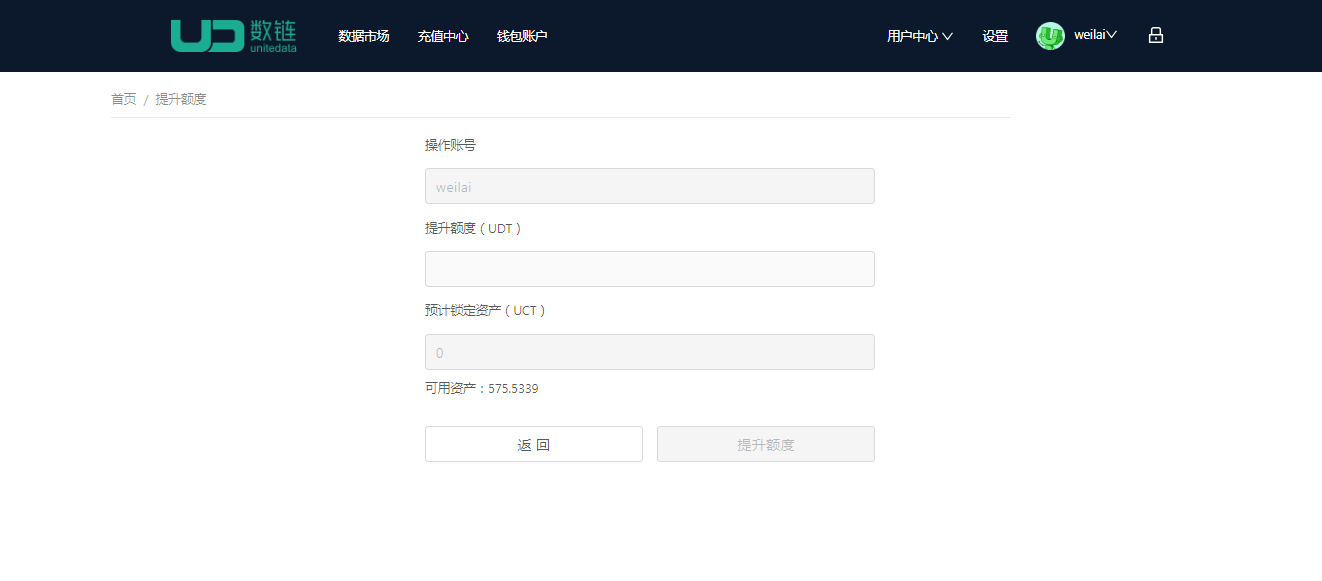 UD 数链 unitedata
数据市场 充值中心 钱包账户 用户中心 设置 weilai
首页 / 提升额度
操作账号
weilai
提升额度 ( UDT )
预计锁定资产 ( UCT )
0
可用资产：575.5339
返 回 提升额度